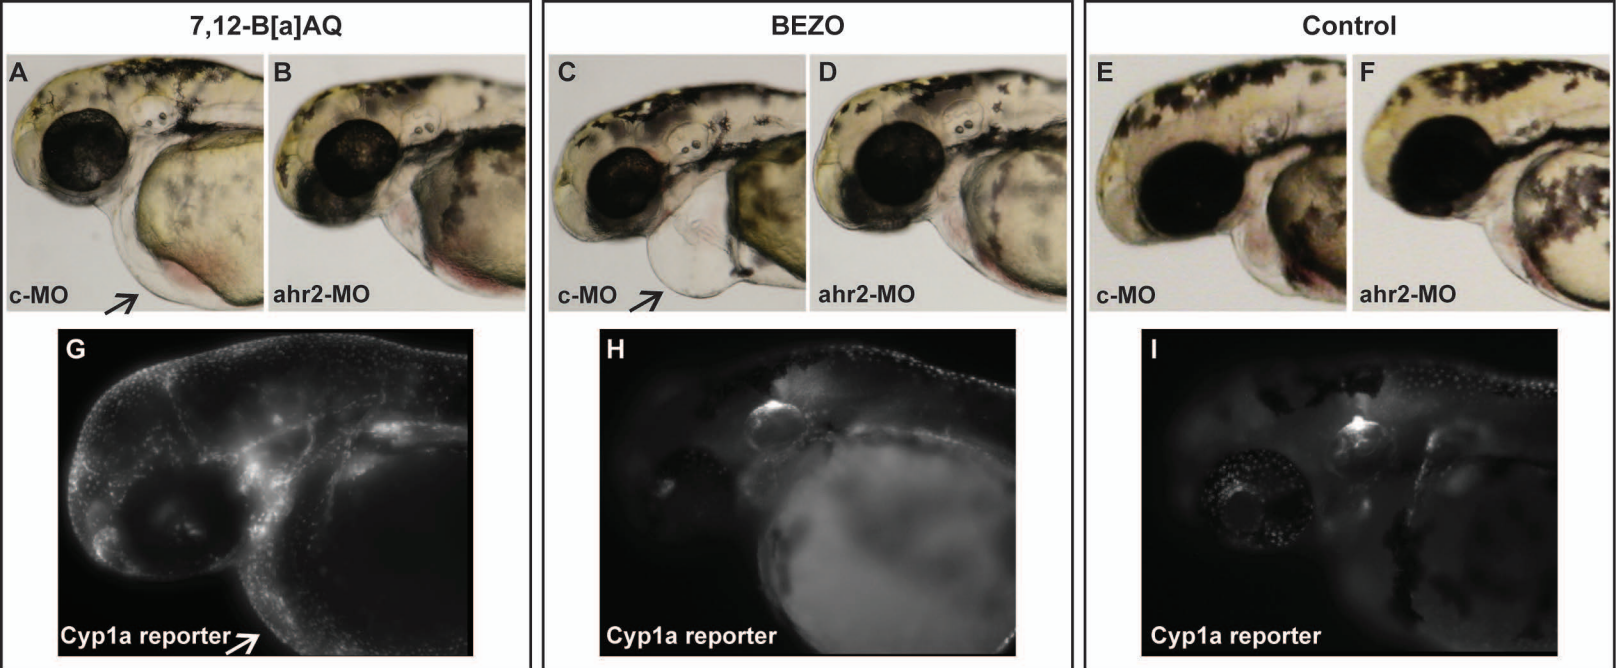 7,12-B[a]AQ
BEZO
Control
A
B
C
D
E
F
c-MO
ahr2-MO
c-MO
ahr2-MO
c-MO
ahr2-MO
G
H
I
Cyp1a reporter
Cyp1a reporter
Cyp1a reporter